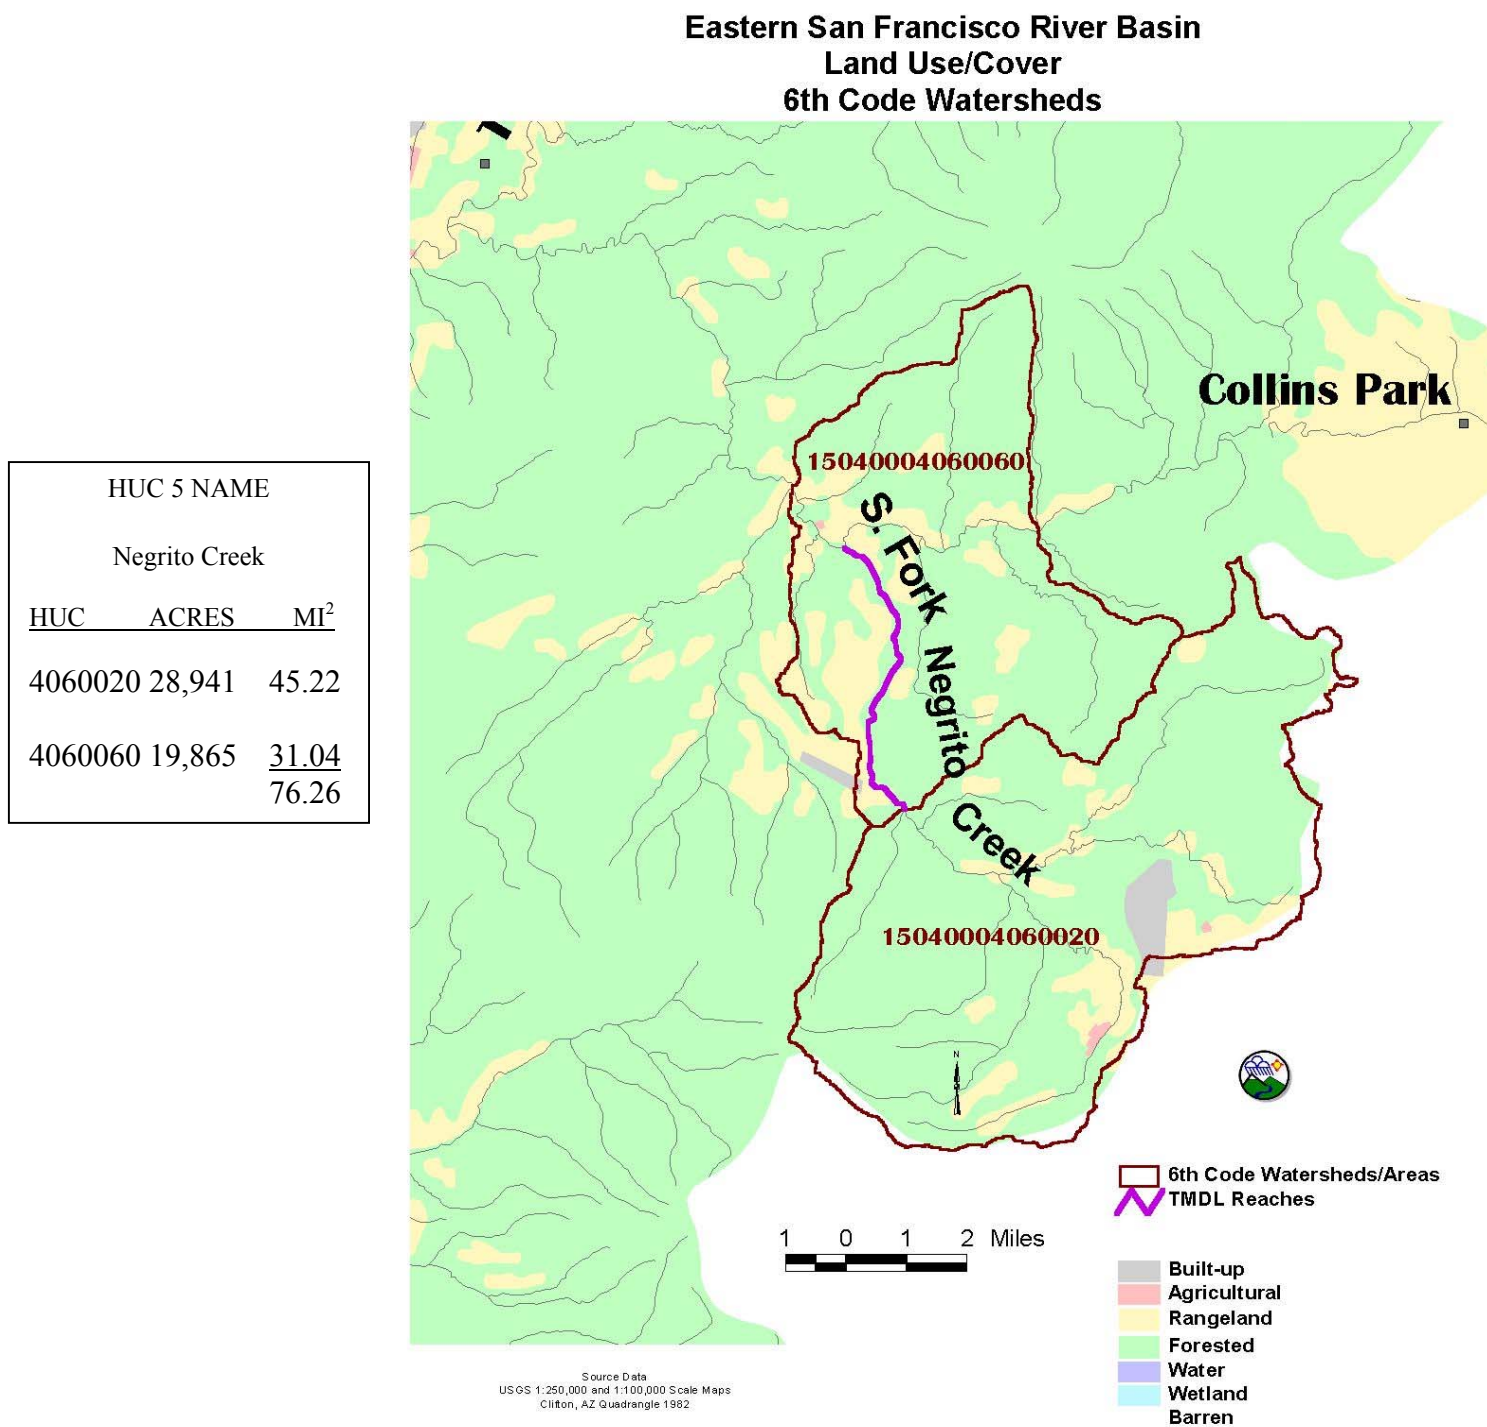 Eastern San Francisco River Basin
Land Use/Cover
6th Code Watersheds
Collins Park
15040004060060
S. Fork Negrito Creek
15040004060020
HUC 5 NAME
Negrito Creek
HUC ACRES MI²
4060020 28,941 45.22
4060060 19,865 31.04
76.26
N
6th Code Watersheds/Areas
TMDL Reaches
1 0 1 2 Miles
Built-up
Agricultural
Rangeland
Forested
Water
Wetland
Barren
Source Data
USGS 1:250,000 and 1:100,000 Scale Maps
Clifton, AZ Quadrangle 1982